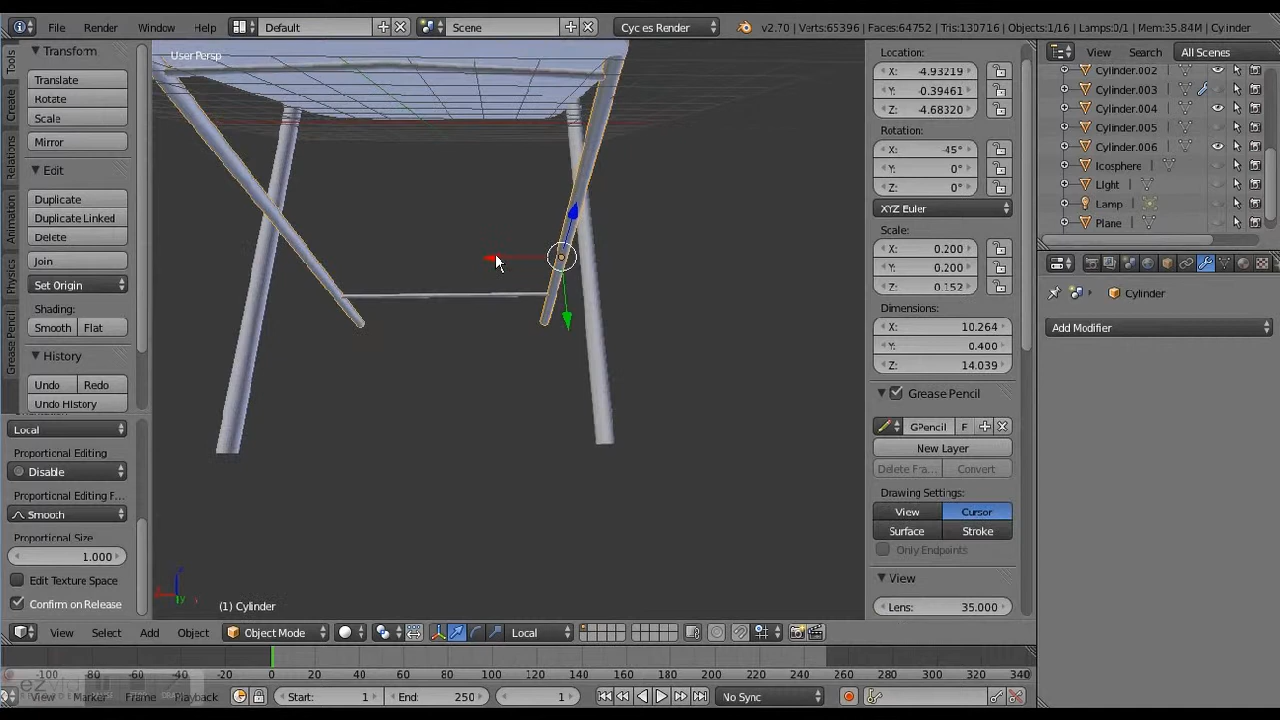 File Render Window Help Default Scene Cycles Render v2.70 | Verts:65396 | Faces:64752 | Tris:130716 | Objects:1/16 | Lamps:0/1 | Mem:35.84M | Cylinder
User Persp
Tools
Create
Relations
Animation
Physics
Grease Pencil
Transform
Translate
Rotate
Scale
Mirror
Edit
Duplicate
Duplicate Linked
Delete
Join
Set Origin
Shading:
Smooth Flat
History
Undo Redo
Undo History
Local
Proportional Editing
Disable
Proportional Editing F...
Smooth
Proportional Size
1.000
Edit Texture Space
Confirm on Release
(1) Cylinder
Location:
X: -4.93219
Y: -0.39461
Z: -4.68320
Rotation:
X: 45°
Y: 0°
Z: 0°
XYZ Euler
Scale:
X: 0.200
Y: 0.200
Z: 0.152
Dimensions:
X: 10.264
Y: 0.400
Z: 14.039
Grease Pencil
GPencil F
New Layer
Delete Fra... Convert
Drawing Settings:
View Cursor
Surface Stroke
Only Endpoints
View
Lens: 35.000
View Search All Scenes
Cylinder.002
Cylinder.003
Cylinder.004
Cylinder.005
Cylinder.006
Icosphere
Light
Lamp
Plane
Cylinder
Add Modifier
View Select Add Object Object Mode Local
-100 -80 -60 -40 -20 0 20 40 60 80 100 120 140 160 180 200 220 240 260 280 300 320 340
View Marker Frame Playback Start: 1 End: 250 1 No Sync